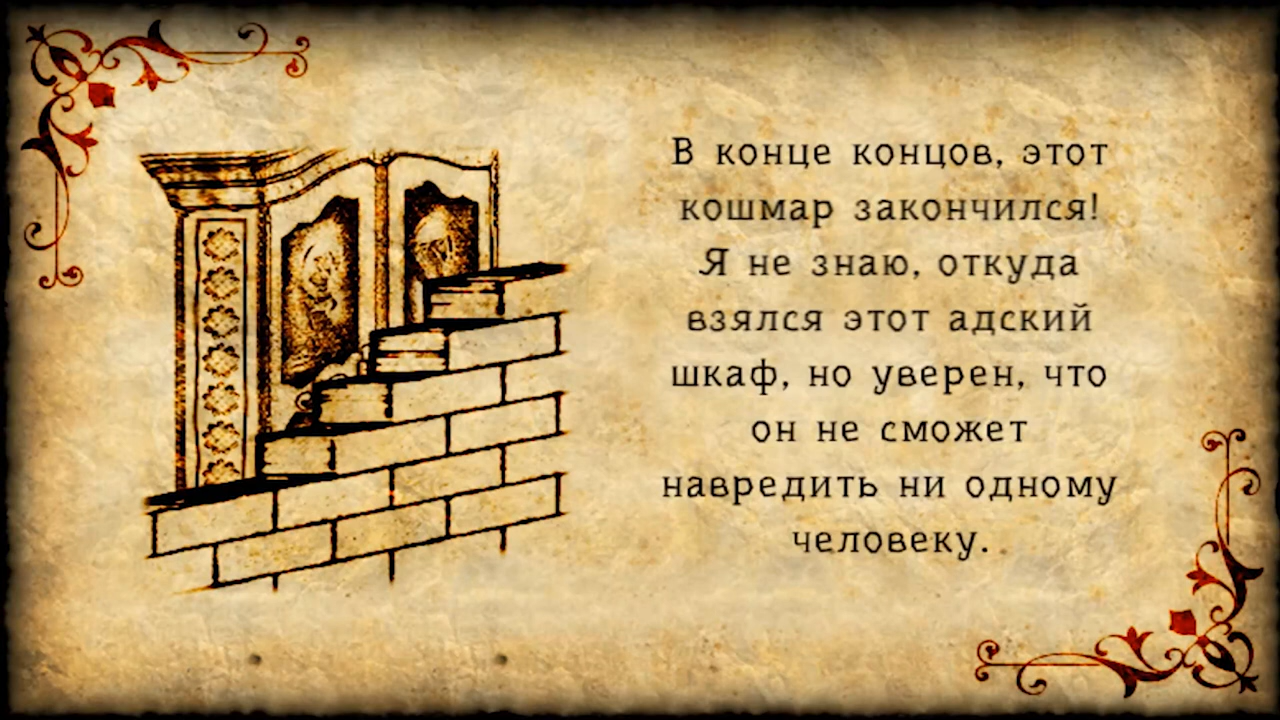 В конце концов, этот
кошмар закончился!
Я не знаю, откуда
взялся этот адский
шкаф, но уверен, что
он не сможет
навредить ни одному
человеку.